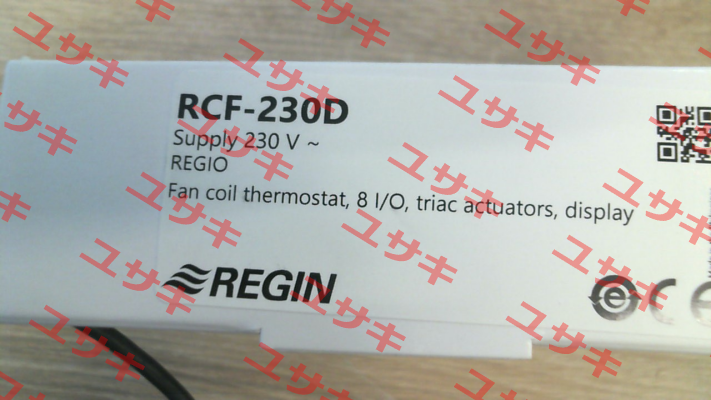 RCF-230D
Supply 230 V ~
REGIO
Fan coil thermostat, 8 I/O, triac actuators, display
REGIN
ユサキ